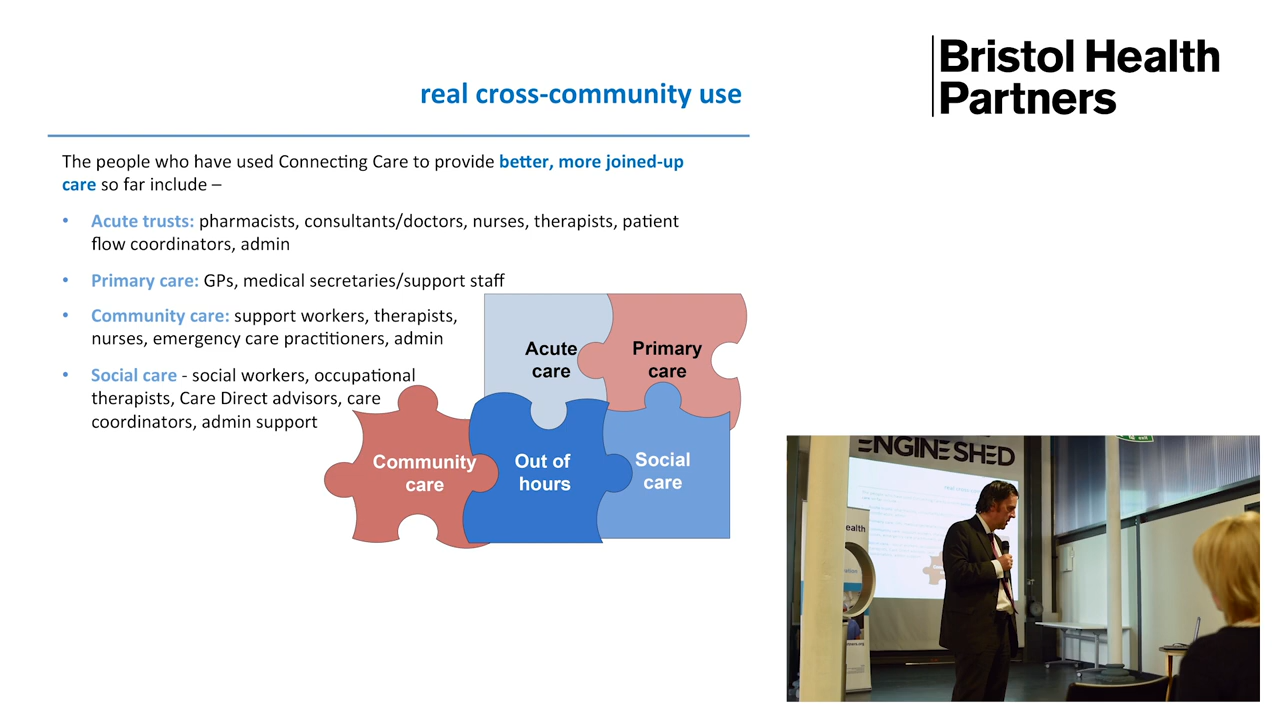 Bristol Health
Partners
real cross-community use
The people who have used Connecting Care to provide better, more joined-up
care so far include –
• Acute trusts: pharmacists, consultants/doctors, nurses, therapists, patient
flow coordinators, admin
• Primary care: GPs, medical secretaries/support staff
• Community care: support workers, therapists,
nurses, emergency care practitioners, admin
• Social care - social workers, occupational
therapists, Care Direct advisors, care
coordinators, admin support
Acute
care
Primary
care
Community
care
Out of
hours
Social
care
ENGINE SHED
real cross-community use
ealth